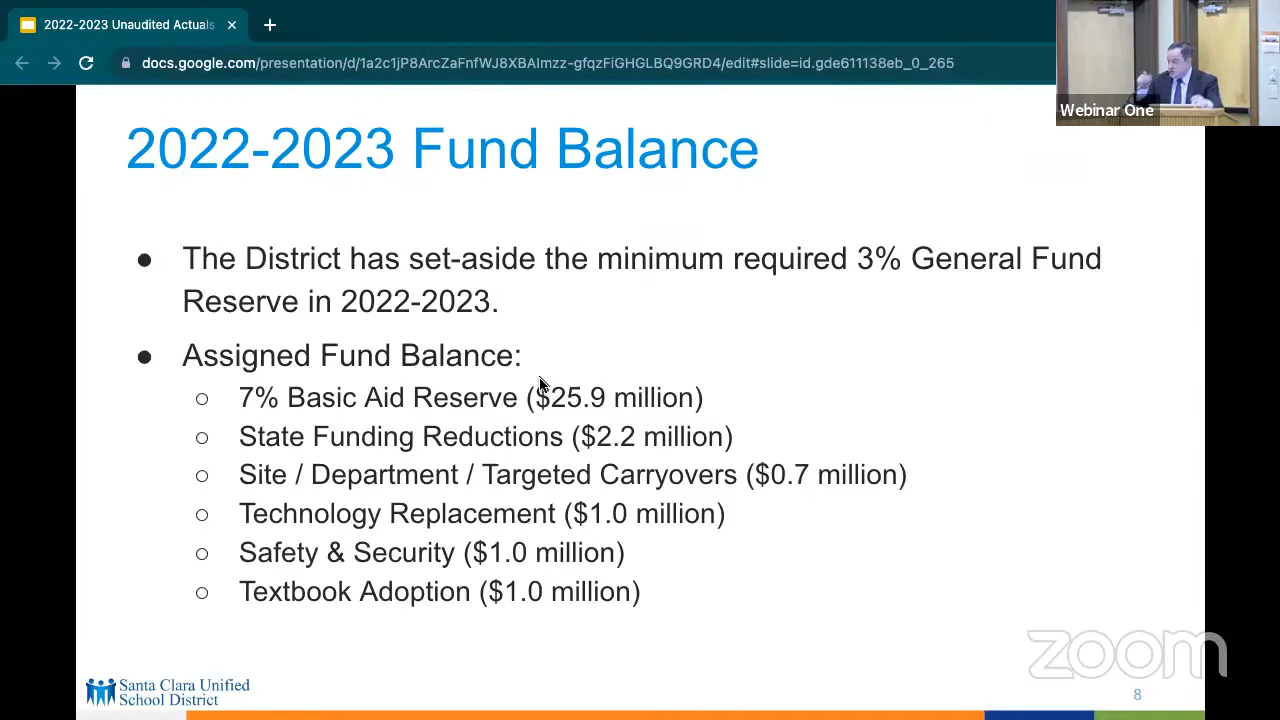 2022-2023 Unaudited Actuals
docs.google.com/presentation/d/1a2c1jP8ArcZaFnfWJ8XBAImzz-gfqzFiGHGLBQ9GRD4/edit#slide=id.gde611138eb_0_265
Webinar One
2022-2023 Fund Balance
● The District has set-aside the minimum required 3% General Fund
Reserve in 2022-2023.
● Assigned Fund Balance:
○ 7% Basic Aid Reserve ($25.9 million)
○ State Funding Reductions ($2.2 million)
○ Site / Department / Targeted Carryovers ($0.7 million)
○ Technology Replacement ($1.0 million)
○ Safety & Security ($1.0 million)
○ Textbook Adoption ($1.0 million)
zoom
Santa Clara Unified
School District
8